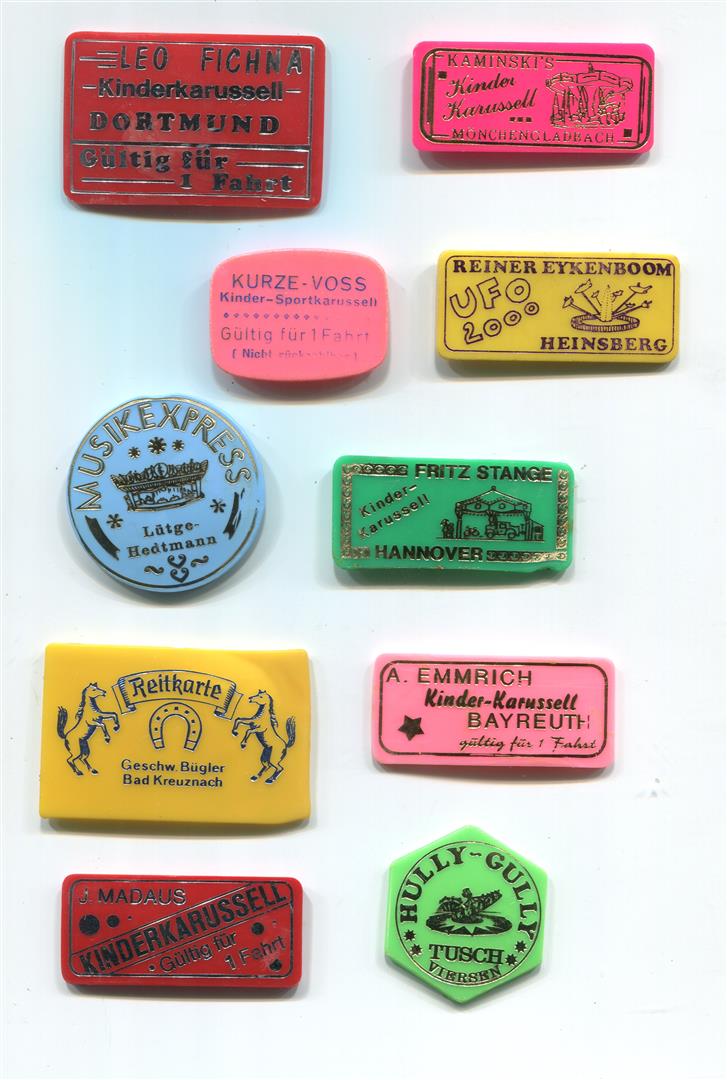 LEO FICHNA
Kinderkarussell
DORTMUND
Gültig für
1 Fahrt
KAMINSKI'S
Kinder
Karussell
MÖNCHENGLADBACH
KURZE-VOSS
Kinder-Sportkarussell
Gültig für 1 Fahrt
( Nicht rückzahlbar )
REINER EYKENBOOM
UFO
2000
HEINSBERG
MUSIKEXPRESS
Lütge-
Hedtmann
FRITZ STANGE
Kinder-
Karussell
HANNOVER
Reitkarte
Geschw. Bügler
Bad Kreuznach
A. EMMRICH
Kinder-Karussell
BAYREUTH
gültig für 1 Fahrt
J. MADAUS
KINDERKARUSSELL
Gültig für
1 Fahrt
HULLY-GULLY
TUSCH
VIERSEN